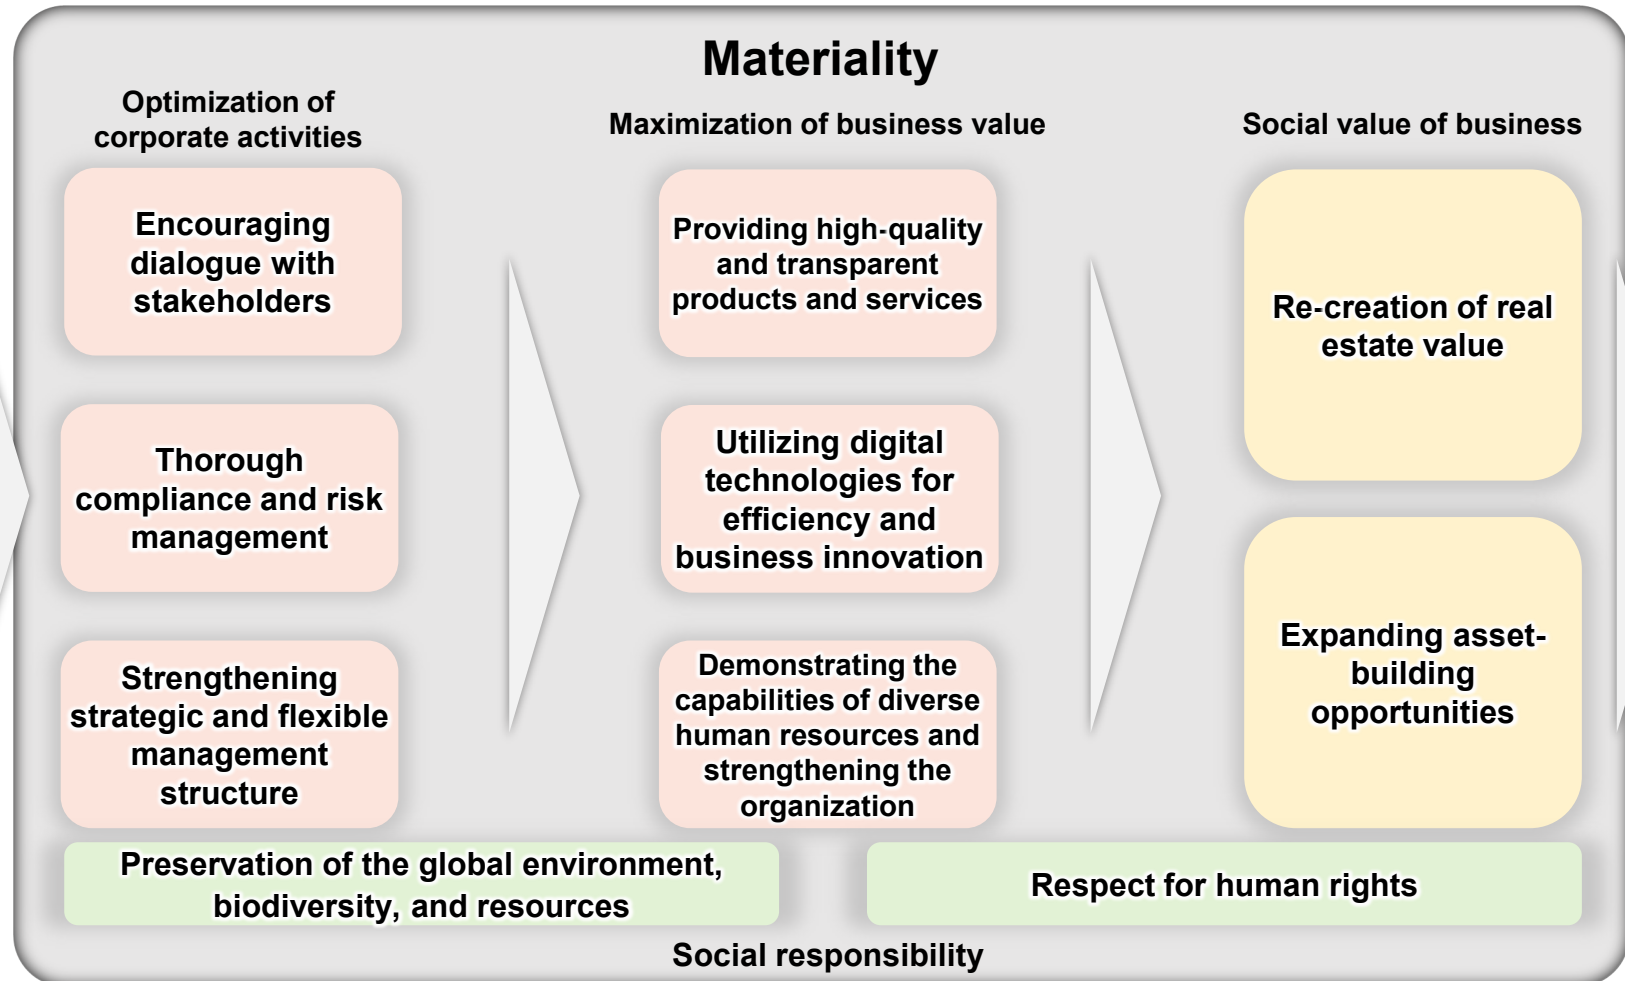 Materiality
Optimization of
corporate activities
Maximization of business value
Social value of business
Encouraging
dialogue with
stakeholders
Thorough
compliance and risk
management
Strengthening
strategic and flexible
management
structure
Providing high-quality
and transparent
products and services
Utilizing digital
technologies for
efficiency and
business innovation
Demonstrating the
capabilities of diverse
human resources and
strengthening the
organization
Re-creation of real
estate value
Expanding asset-
building
opportunities
Preservation of the global environment,
biodiversity, and resources
Respect for human rights
Social responsibility